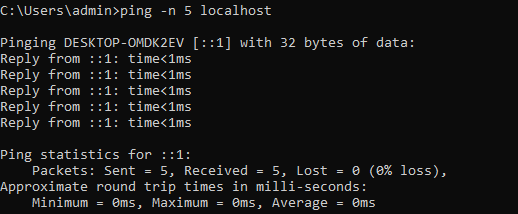 C:\Users\admin>ping -n 5 localhost
Pinging DESKTOP-OMDK2EV [::1] with 32 bytes of data:
Reply from ::1: time<1ms
Reply from ::1: time<1ms
Reply from ::1: time<1ms
Reply from ::1: time<1ms
Reply from ::1: time<1ms
Ping statistics for ::1:
    Packets: Sent = 5, Received = 5, Lost = 0 (0% loss),
Approximate round trip times in milli-seconds:
    Minimum = 0ms, Maximum = 0ms, Average = 0ms